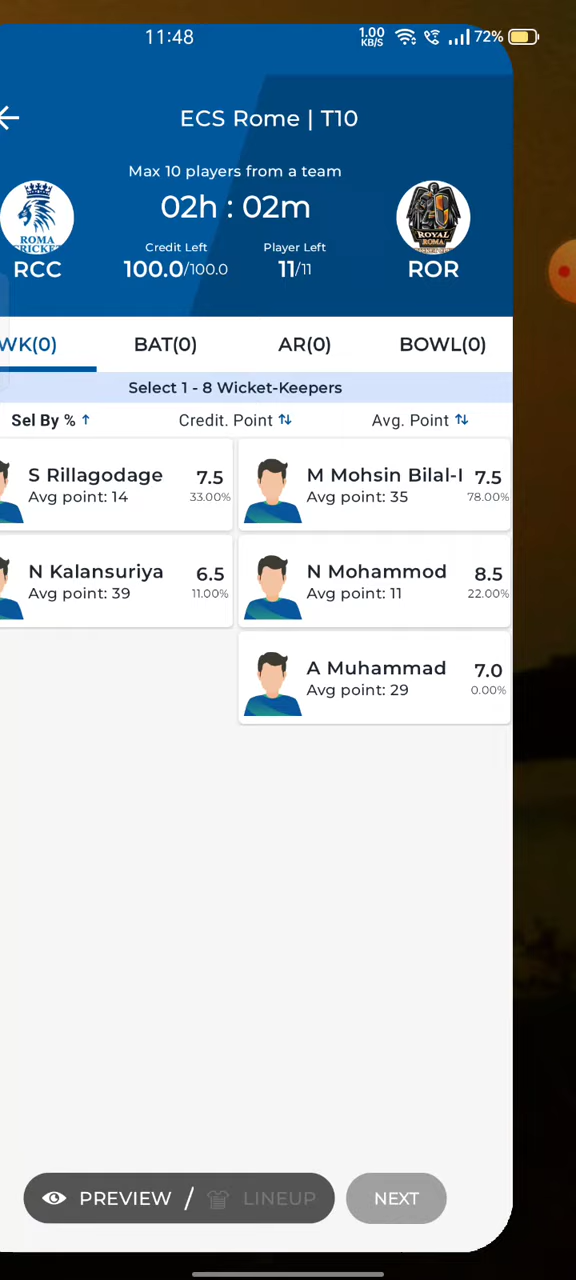 11:48 1.00 KB/S 72%
ECS Rome | T10
Max 10 players from a team
02h : 02m
ROMA
CRICKET
ROYAL
ROMA
Credit Left Player Left
RCC 100.0/100.0 11/11 ROR
WK(0) BAT(0) AR(0) BOWL(0)
Select 1 - 8 Wicket-Keepers
Sel By % ↑ Credit. Point ↑↓ Avg. Point ↑↓
S Rillagodage 7.5
Avg point: 14 33.00%
M Mohsin Bilal-I 7.5
Avg point: 35 78.00%
N Kalansuriya 6.5
Avg point: 39 11.00%
N Mohammod 8.5
Avg point: 11 22.00%
A Muhammad 7.0
Avg point: 29 0.00%
PREVIEW / LINEUP NEXT